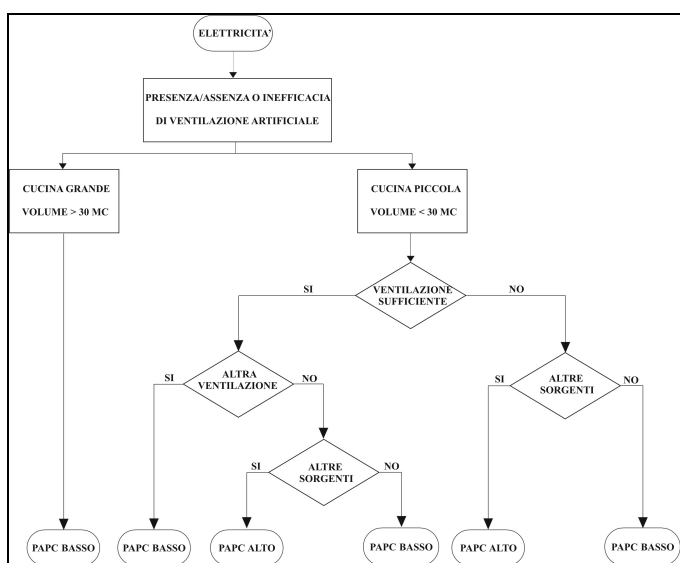 ELETTRICITA'
PRESENZA/ASSENZA O INEFFICACIA
DI VENTILAZIONE ARTIFICIALE
CUCINA GRANDE
VOLUME > 30 MC
CUCINA PICCOLA
VOLUME < 30 MC
SI
VENTILAZIONE
SUFFICIENTE
NO
SI
ALTRA
VENTILAZIONE
NO
SI
ALTRE
SORGENTI
NO
SI
ALTRE
SORGENTI
NO
PAPC BASSO
PAPC BASSO
PAPC ALTO
PAPC BASSO
PAPC ALTO
PAPC BASSO